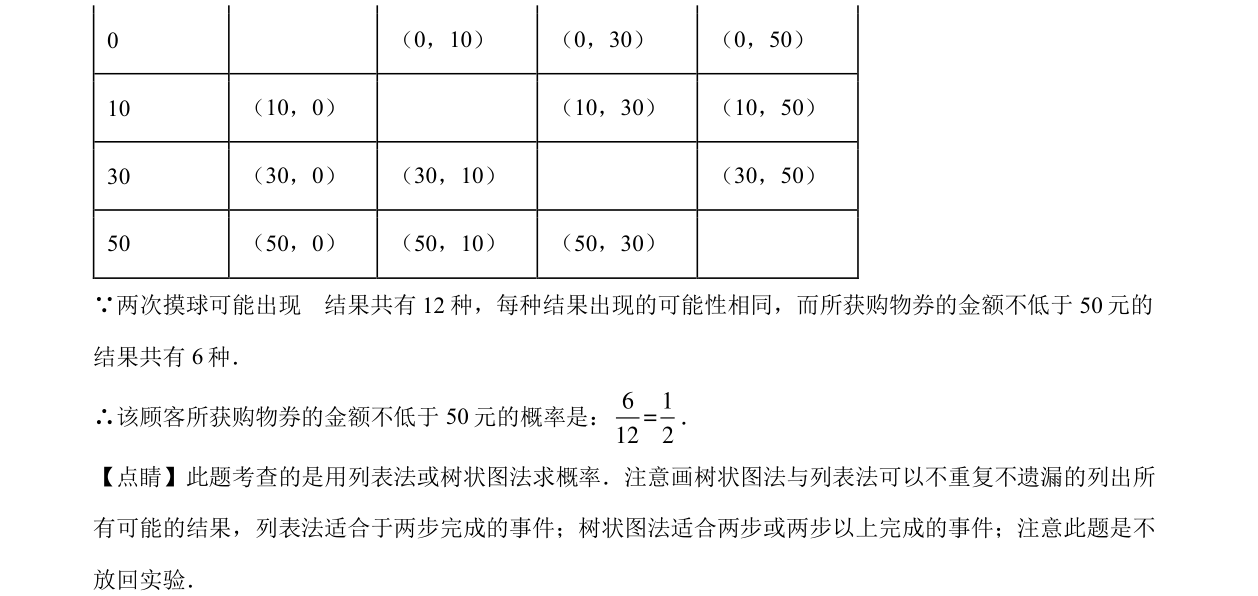 0 （0，10） （0，30） （0，50）
10 （10，0） （10，30） （10，50）
30 （30，0） （30，10） （30，50）
50 （50，0） （50，10） （50，30）
∵两次摸球可能出现　结果共有 12 种，每种结果出现的可能性相同，而所获购物券的金额不低于 50 元的
结果共有 6 种．
∴该顾客所获购物券的金额不低于 50 元的概率是：6/12=1/2．
【点睛】此题考查的是用列表法或树状图法求概率．注意画树状图法与列表法可以不重复不遗漏的列出所
有可能的结果，列表法适合于两步完成的事件；树状图法适合两步或两步以上完成的事件；注意此题是不
放回实验．